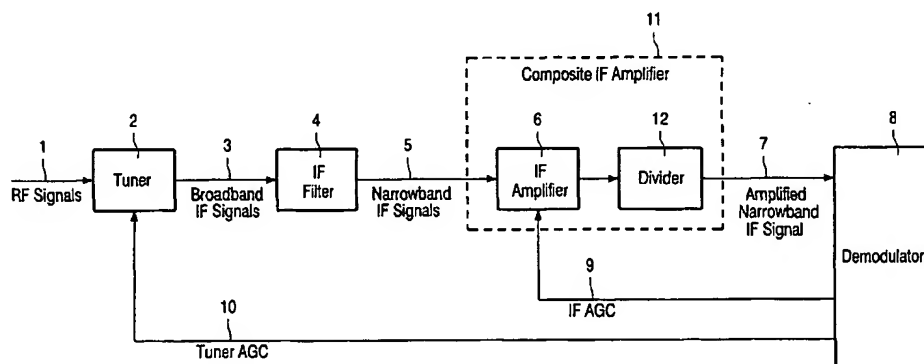 11
Composite IF Amplifier
1
2
3
4
5
6
12
7
8
RF Signals
Tuner
Broadband
IF Signals
IF
Filter
Narrowband
IF Signals
IF
Amplifier
Divider
Amplified
Narrowband
IF Signal
Demodulator
9
IF AGC
10
Tuner AGC